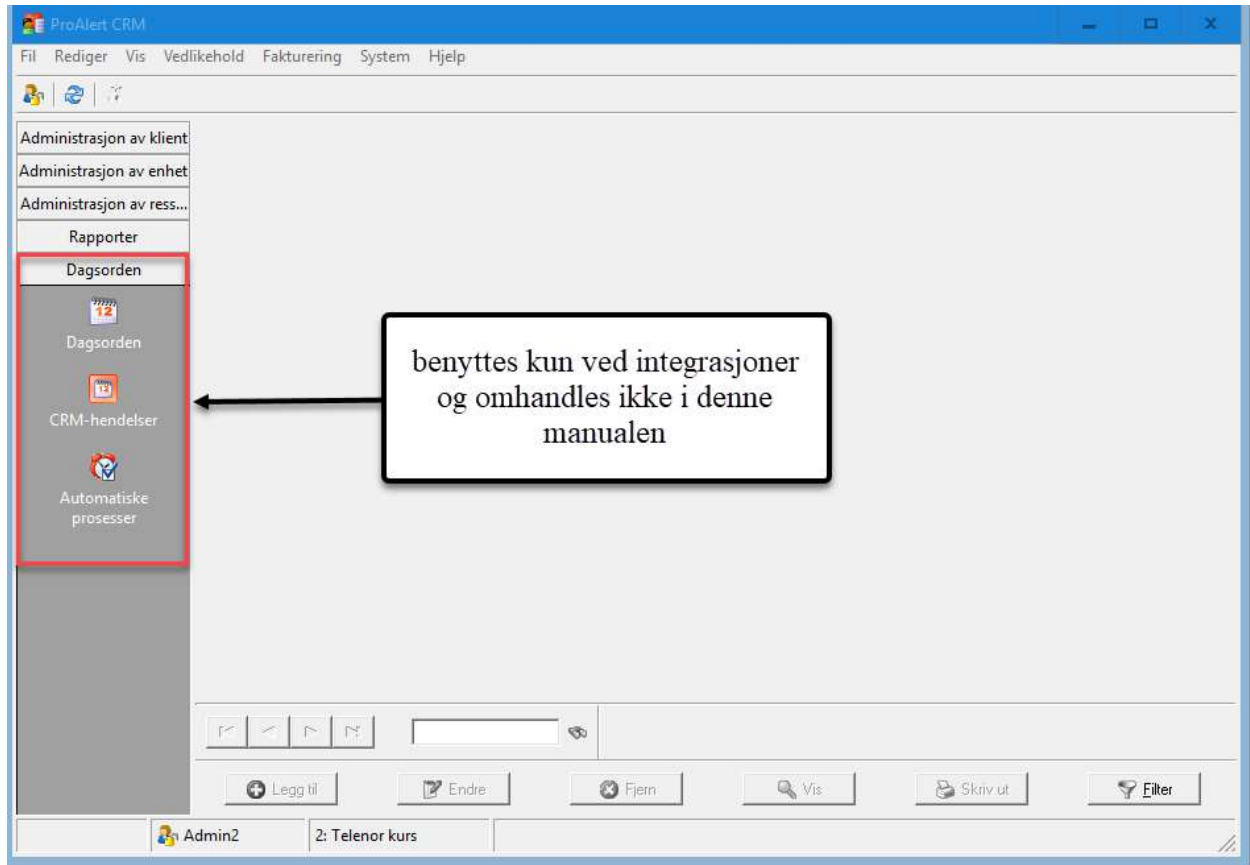 ProAlert CRM
Fil Rediger Vis Vedlikehold Fakturering System Hjelp
Administrasjon av klient
Administrasjon av enhet
Administrasjon av ress...
Rapporter
Dagsorden
12
Dagsorden
12
CRM-hendelser
Automatiske
prosesser
benyttes kun ved integrasjoner
og omhandles ikke i denne
manualen
Legg til Endre Fjern Vis Skriv ut Filter
Admin2 2: Telenor kurs